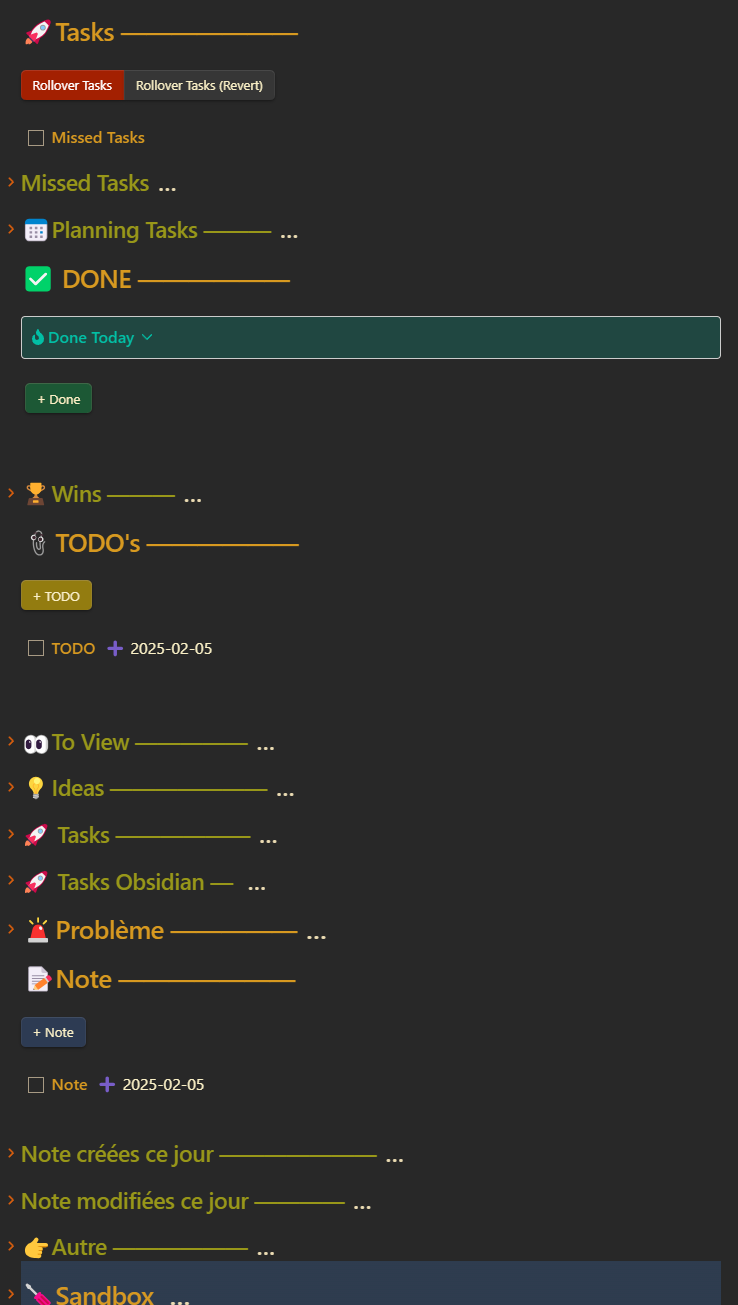 🚀 Tasks ———————
Rollover Tasks Rollover Tasks (Revert)
Missed Tasks
Missed Tasks ...
📅 Planning Tasks ——— ...
✅ DONE ——————
Done Today
+ Done
🏆 Wins ——— ...
🖇 TODO's ——————
+ TODO
TODO ➕ 2025-02-05
👀 To View ————— ...
💡 Ideas ——————— ...
🚀 Tasks —————— ...
🚀 Tasks Obsidian — ...
🚨 Problème ————— ...
📝 Note ———————
+ Note
Note ➕ 2025-02-05
Note créées ce jour ——————— ...
Note modifiées ce jour ———— ...
👉 Autre —————— ...
🪛 Sandbox ...